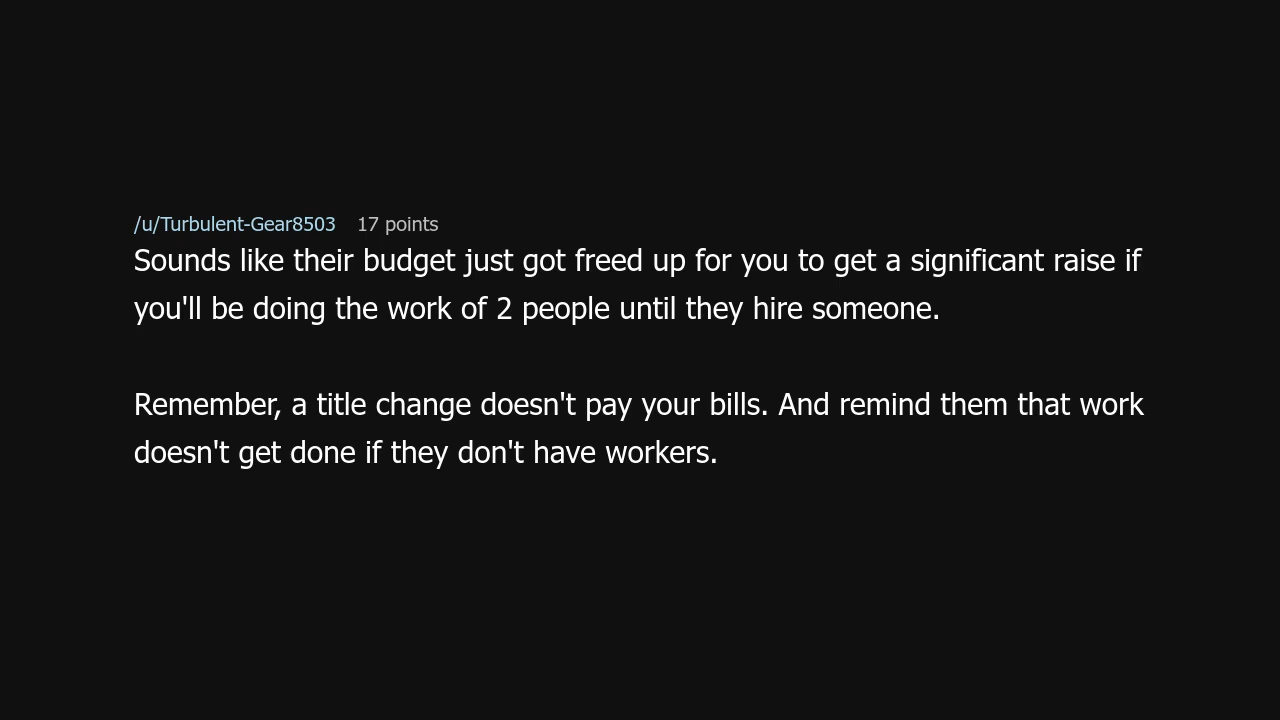 /u/Turbulent-Gear8503 17 points
Sounds like their budget just got freed up for you to get a significant raise if
you'll be doing the work of 2 people until they hire someone.
Remember, a title change doesn't pay your bills. And remind them that work
doesn't get done if they don't have workers.